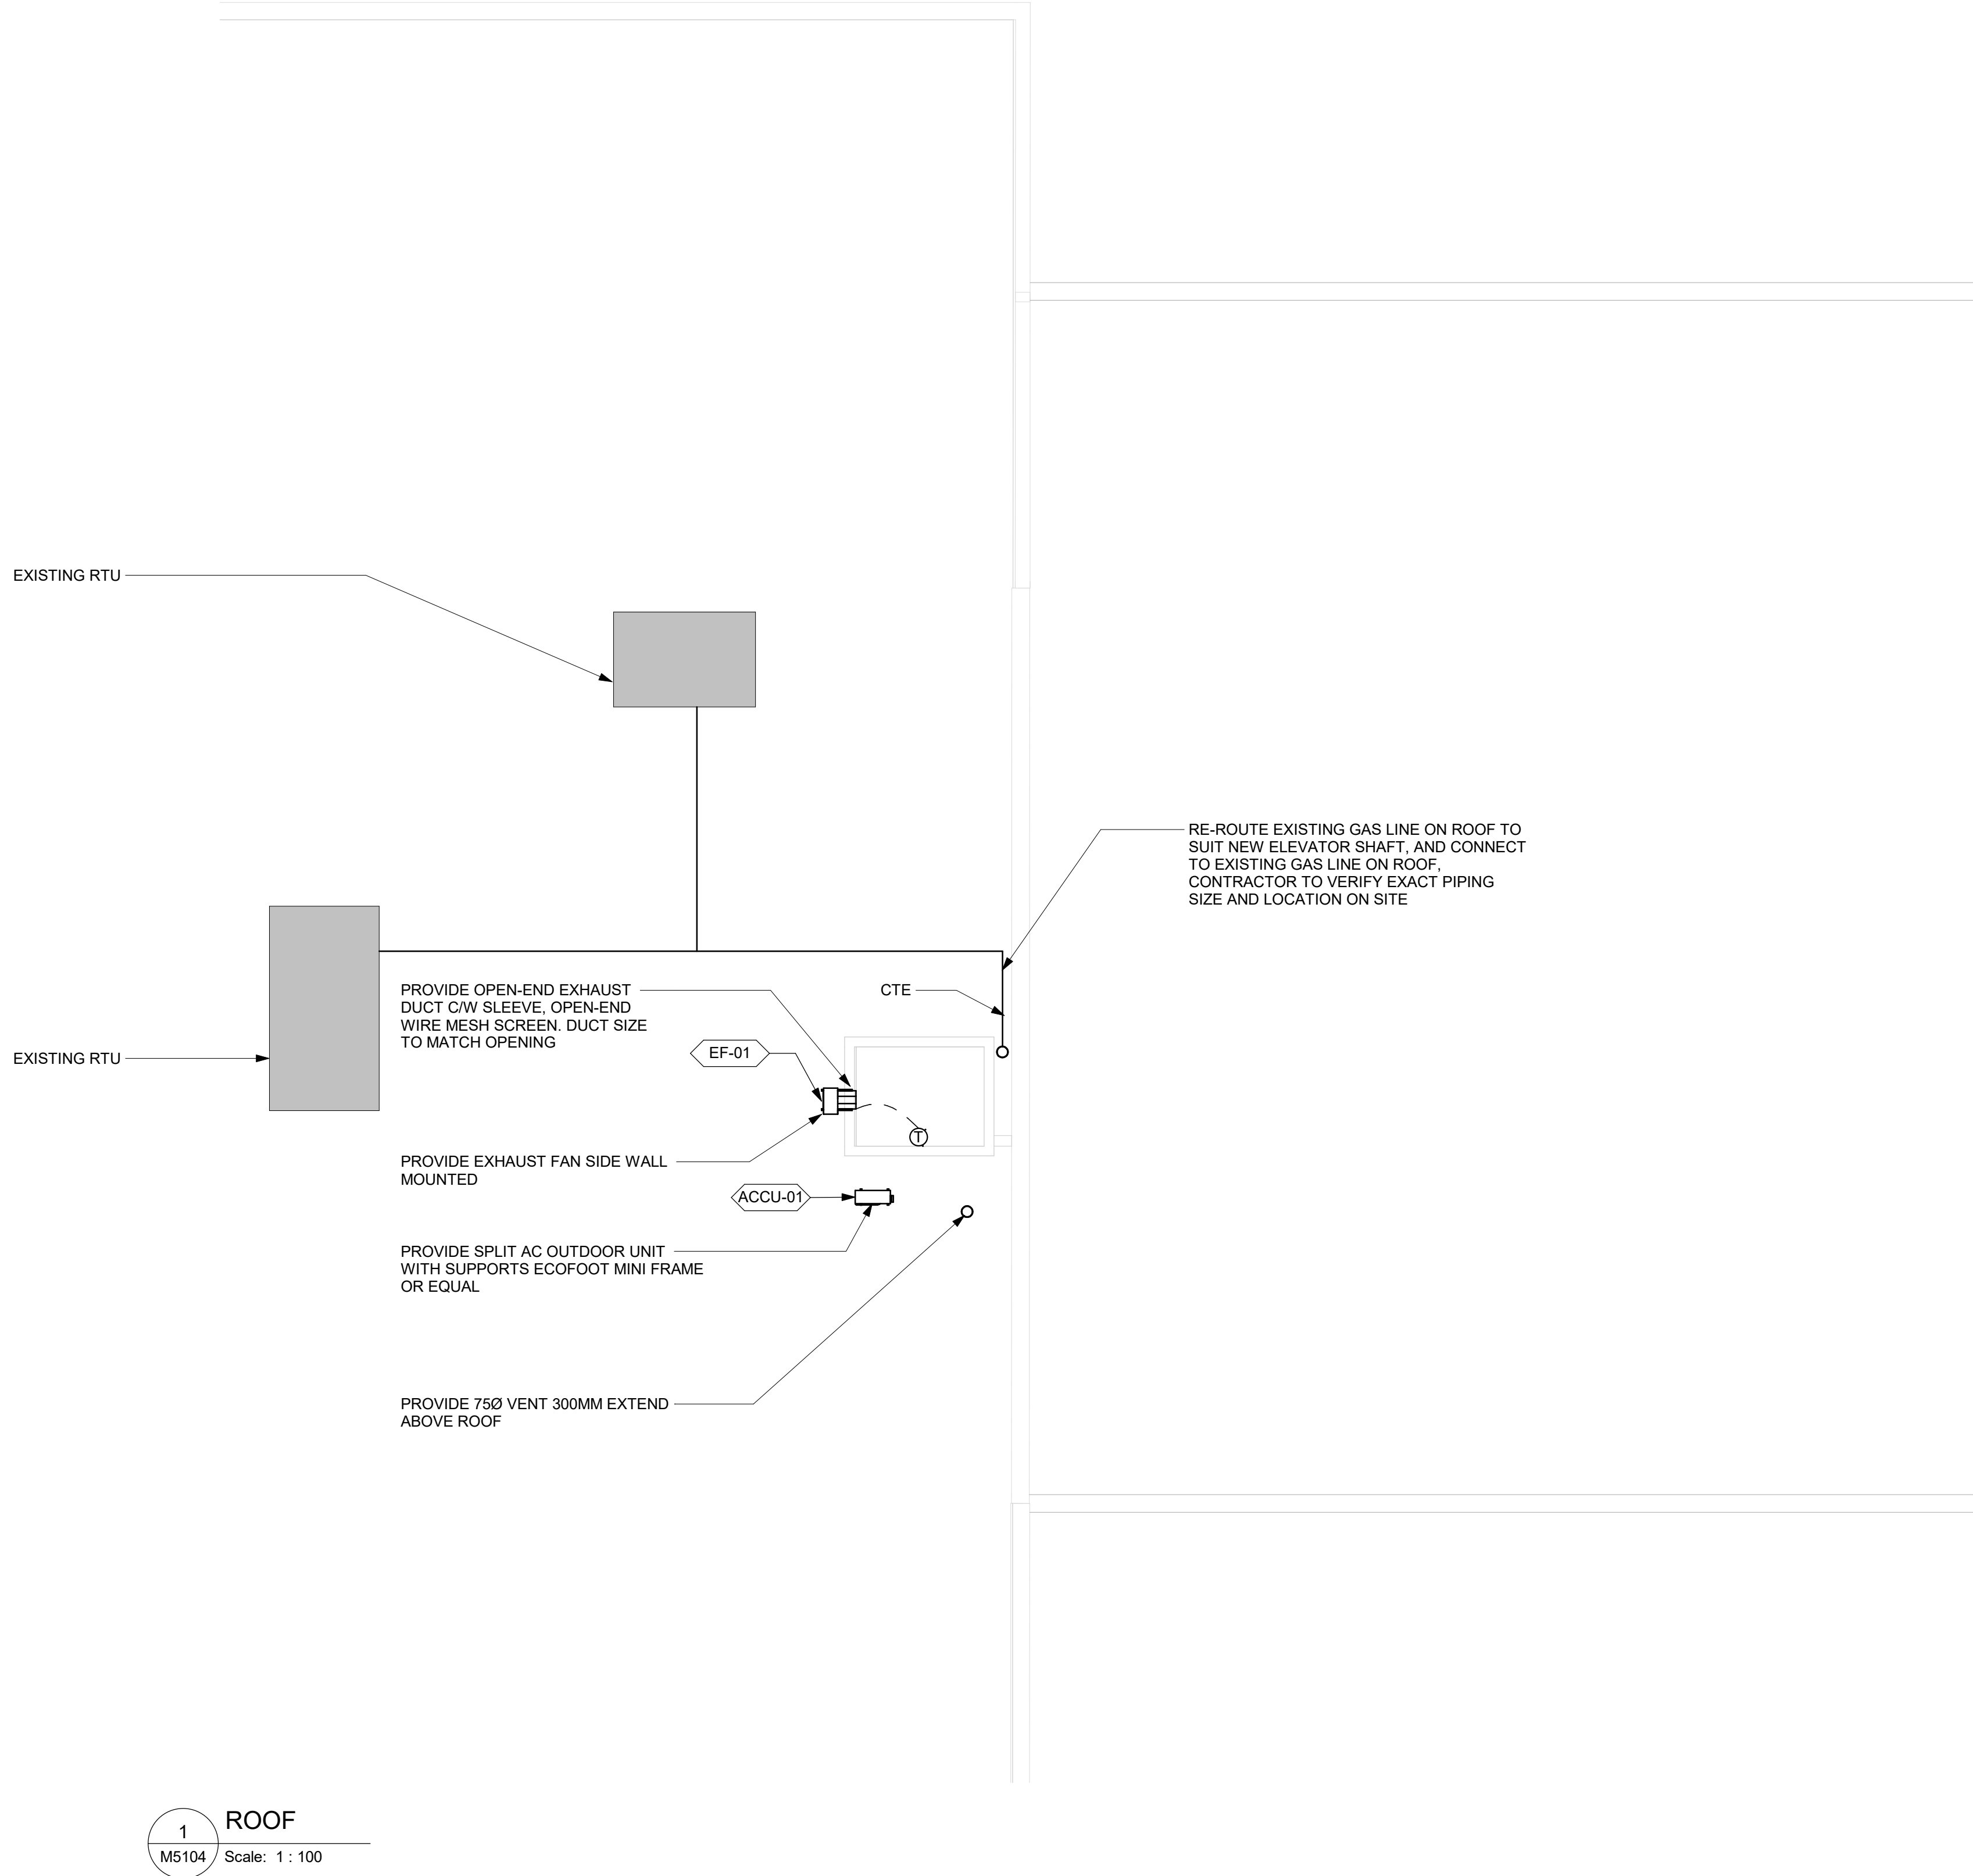 EXISTING RTU
RE-ROUTE EXISTING GAS LINE ON ROOF TO
SUIT NEW ELEVATOR SHAFT, AND CONNECT
TO EXISTING GAS LINE ON ROOF,
CONTRACTOR TO VERIFY EXACT PIPING
SIZE AND LOCATION ON SITE
PROVIDE OPEN-END EXHAUST
DUCT C/W SLEEVE, OPEN-END
WIRE MESH SCREEN. DUCT SIZE
TO MATCH OPENING
CTE
EF-01
EXISTING RTU
T
PROVIDE EXHAUST FAN SIDE WALL
MOUNTED
ACCU-01
PROVIDE SPLIT AC OUTDOOR UNIT
WITH SUPPORTS ECOFOOT MINI FRAME
OR EQUAL
PROVIDE 75Ø VENT 300MM EXTEND
ABOVE ROOF
1
ROOF
M5104
Scale: 1 : 100